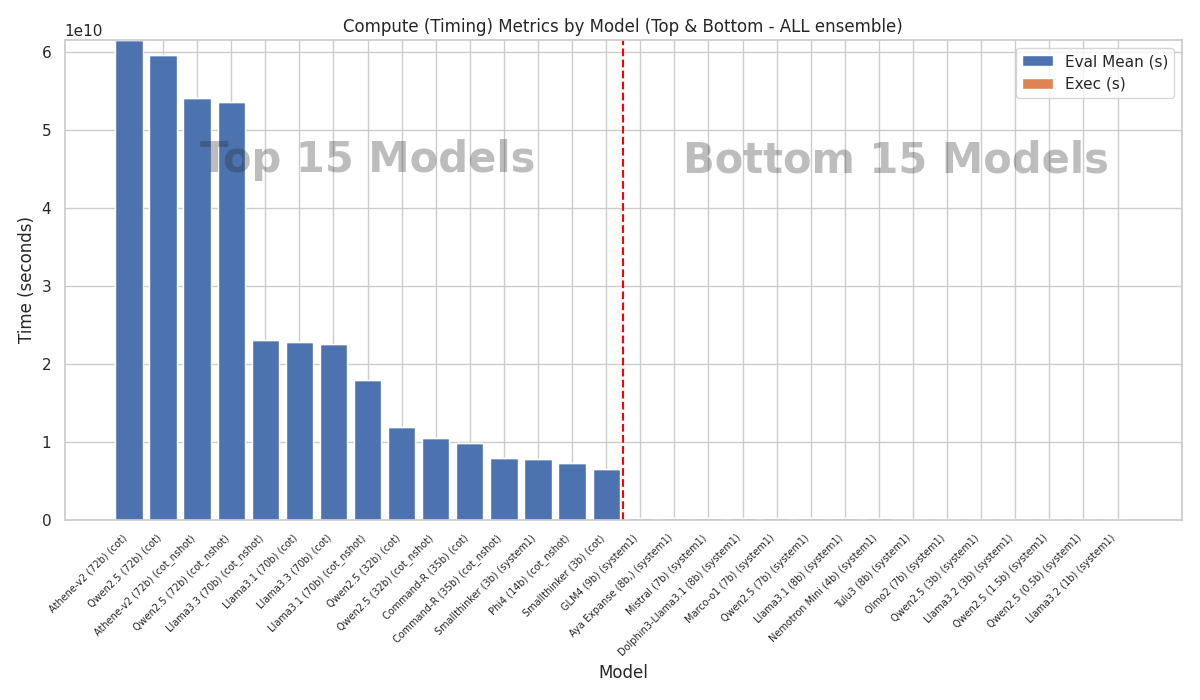 Compute (Timing) Metrics by Model (Top & Bottom - ALL ensemble)
1e10
6
5
4
3
2
1
0
Time (seconds)
Eval Mean (s)
Exec (s)
Top 15 Models
Bottom 15 Models
Athene-v2 (72b) (cot)
Qwen2.5 (72b) (cot)
Athene-v2 (72b) (cot_nshot)
Qwen2.5 (72b) (cot_nshot)
Llama3.3 (70b) (cot_nshot)
Llama3.1 (70b) (cot)
Llama3.3 (70b) (cot)
Llama3.1 (70b) (cot_nshot)
Qwen2.5 (32b) (cot)
Qwen2.5 (32b) (cot_nshot)
Command-R (35b) (cot)
Command-R (35b) (cot_nshot)
Smallthinker (3b) (system1)
Phi4 (14b) (cot_nshot)
Smallthinker (3b) (cot)
GLM4 (9b) (system1)
Aya Expanse (8b,) (system1)
Mistral (7b) (system1)
Dolphin3-Llama3.1 (8b) (system1)
Marco-o1 (7b) (system1)
Qwen2.5 (7b) (system1)
Llama3.1 (8b) (system1)
Nemotron Mini (4b) (system1)
Tulu3 (8b) (system1)
Olmo2 (7b) (system1)
Qwen2.5 (3b) (system1)
Llama3.2 (3b) (system1)
Qwen2.5 (1.5b) (system1)
Qwen2.5 (0.5b) (system1)
Llama3.2 (1b) (system1)
Model